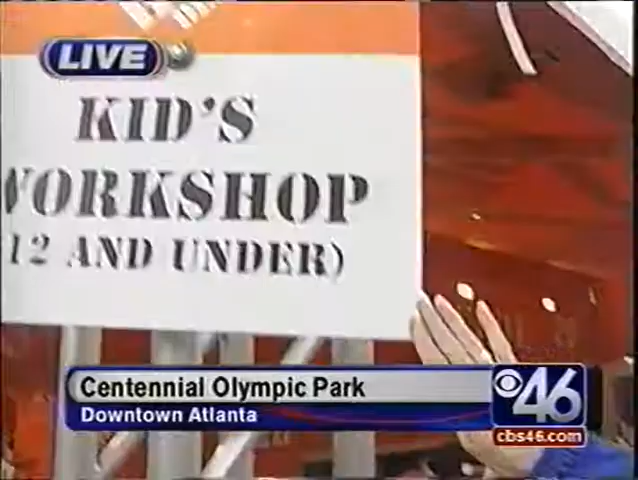 LIVE
KID'S
WORKSHOP
12 AND UNDER)
Centennial Olympic Park
Downtown Atlanta
46
cbs46.com